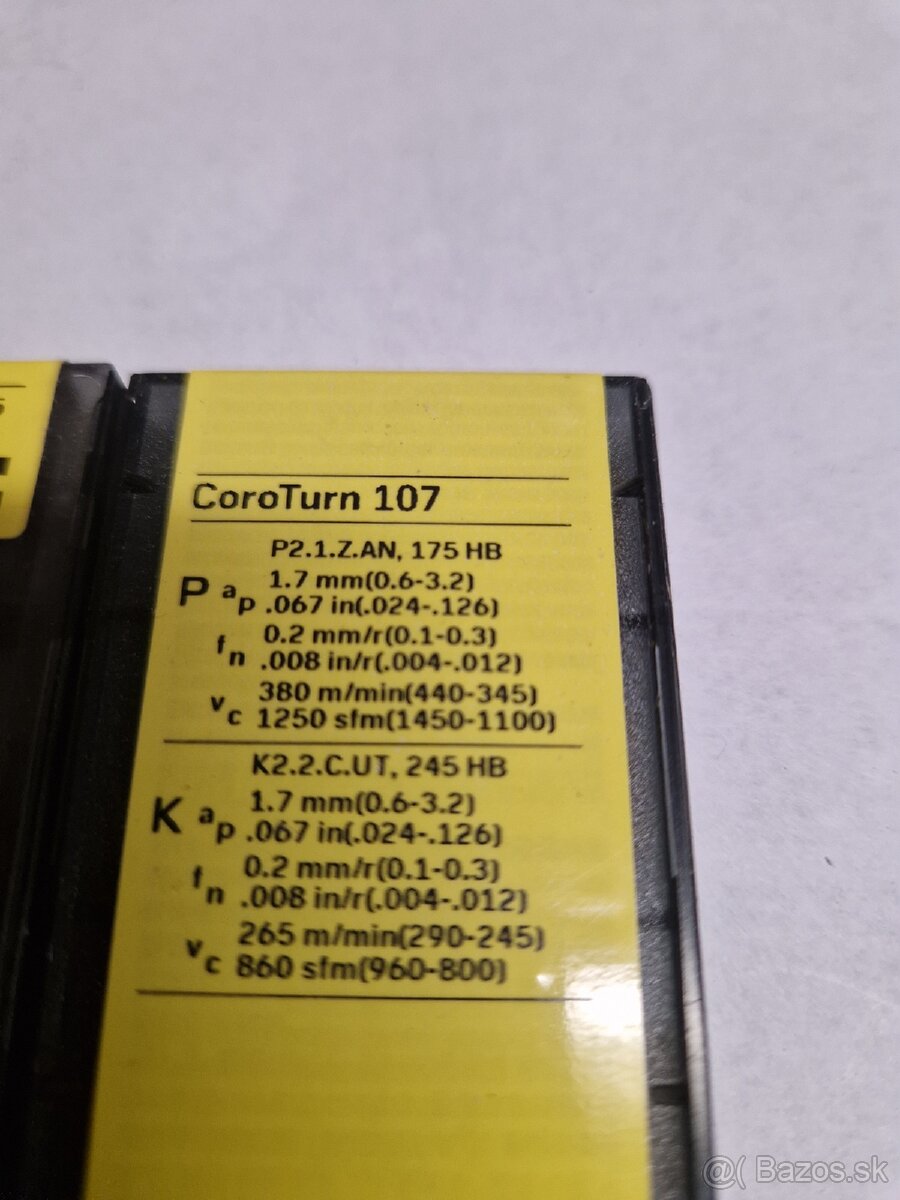 CoroTurn 107
P2.1.Z.AN, 175 HB
P ap 1.7 mm(0.6-3.2)
.067 in(.024-.126)
fn 0.2 mm/r(0.1-0.3)
.008 in/r(.004-.012)
vc 380 m/min(440-345)
1250 sfm(1450-1100)
K2.2.C.UT, 245 HB
K ap 1.7 mm(0.6-3.2)
.067 in(.024-.126)
fn 0.2 mm/r(0.1-0.3)
.008 in/r(.004-.012)
vc 265 m/min(290-245)
860 sfm(960-800)
@( Bazos.sk